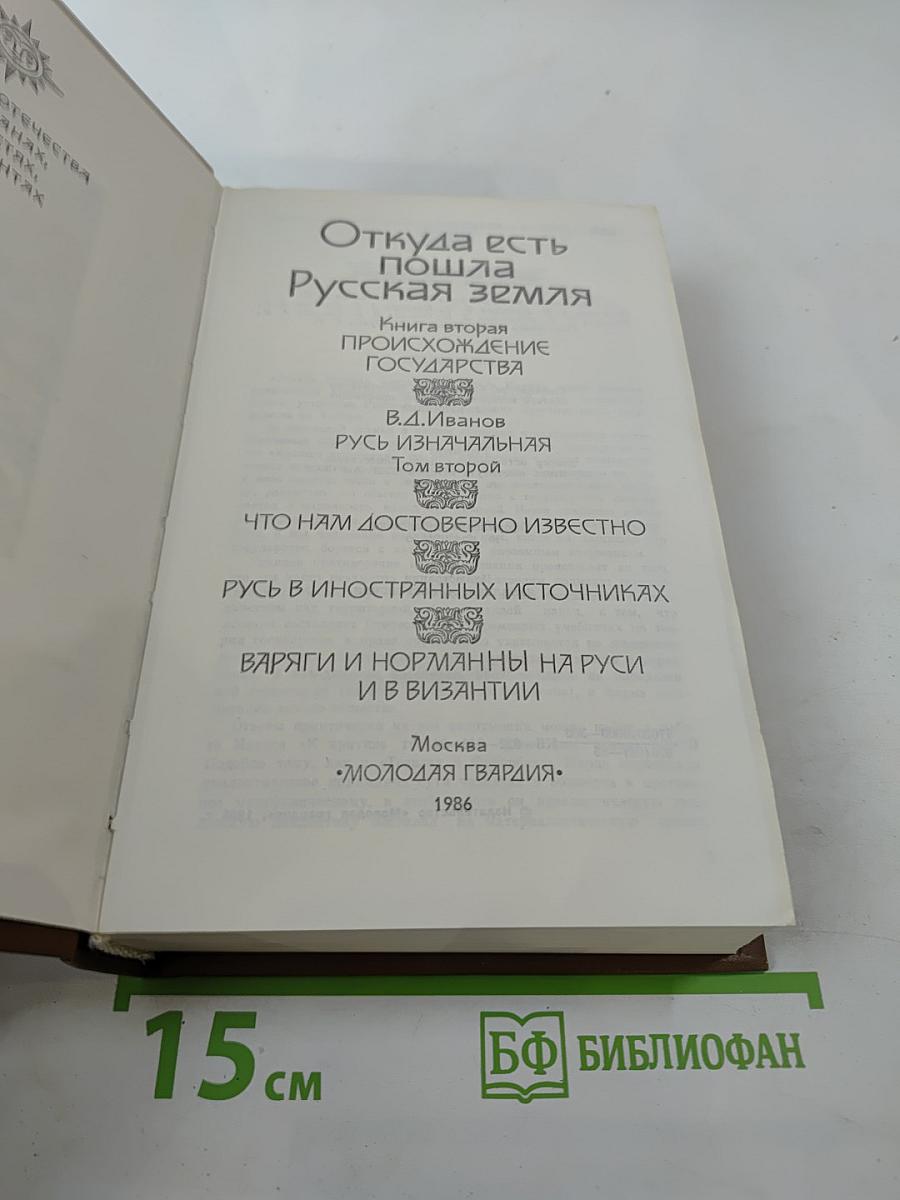 ОТЕЧЕСТВА
Откуда есть
пошла
Русская земля
Книга вторая
ПРОИСХОЖДЕНИЕ
ГОСУДАРСТВА
В.Д.Иванов
РУСЬ ИЗНАЧАЛЬНАЯ
Том второй
ЧТО НАМ ДОСТОВЕРНО ИЗВЕСТНО
РУСЬ В ИНОСТРАННЫХ ИСТОЧНИКАХ
ВАРЯГИ И НОРМАННЫ НА РУСИ
И В ВИЗАНТИИ
Москва
•МОЛОДАЯ ГВАРДИЯ•
1986
15 см
БФ БИБЛИОФАН